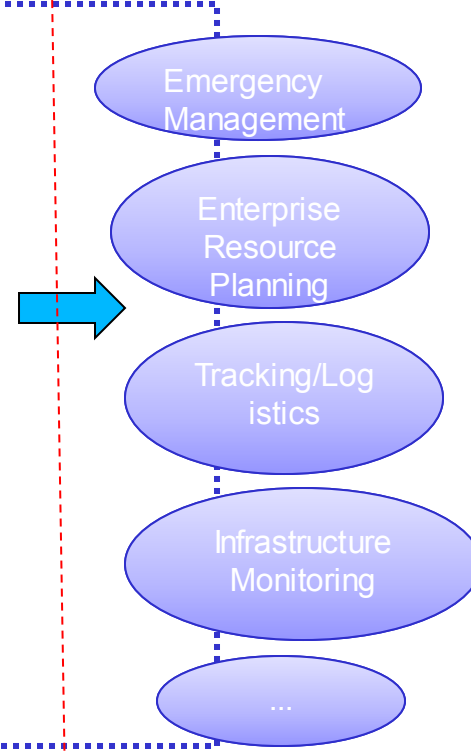 Emergency
Management
Enterprise
Resource
Planning
Tracking/Log
istics
Infrastructure
Monitoring
...